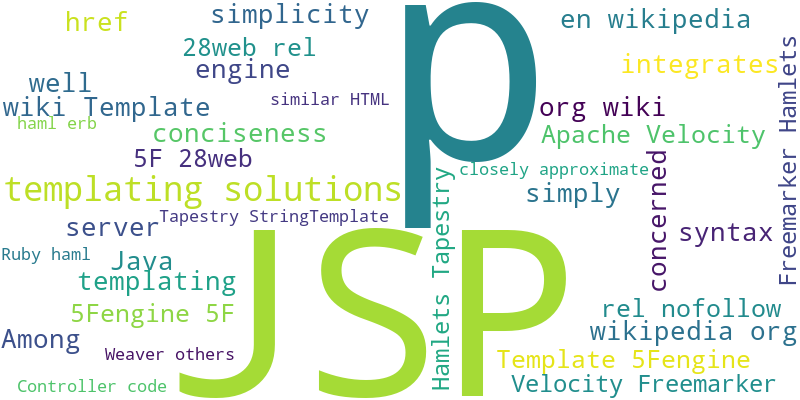 href
simplicity
p
en wikipedia
28web rel
engine
integrates
well
similar HTML
wiki Template
org wiki
haml erb
conciseness
Apache Velocity
5F 28web
closely approximate
templating solutions
simply
concerned
Freemarker Hamlets
Tapestry StringTemplate
server
syntax
Ruby haml
Java
JSP
Hamlets Tapestry
templating
5Fengine 5F
rel nofollow
Among
wikipedia org
Weaver others
Template 5Fengine
Controller code
Velocity Freemarker